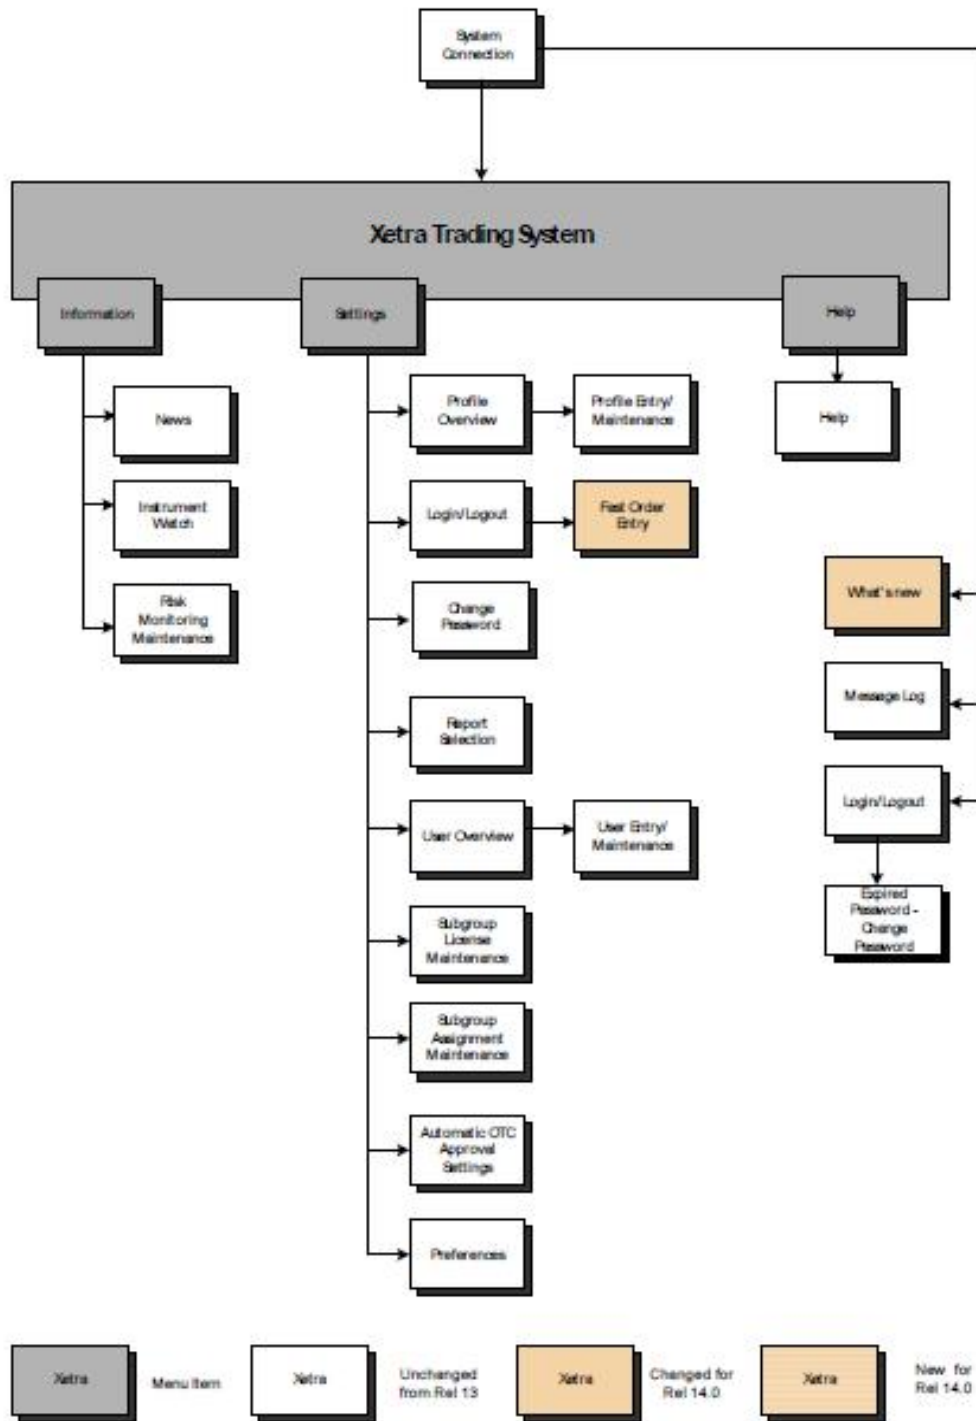 System
Connection
Xetra Trading System
Information
Settings
Help
News
Instrument
Watch
Risk
Monitoring
Maintenance
Profile
Overview
Profile Entry/
Maintenance
Login/Logout
Fast Order
Entry
Change
Password
Report
Selection
User Overview
User Entry/
Maintenance
Subgroup
License
Maintenance
Subgroup
Assignment
Maintenance
Automatic OTC
Approval
Settings
Preferences
Help
What's new
Message Log
Login/Logout
Expired
Password -
Change
Password
Xetra
Menu Item
Xetra
Unchanged
from Rel 13
Xetra
Changed for
Rel 14.0
Xetra
New for
Rel 14.0